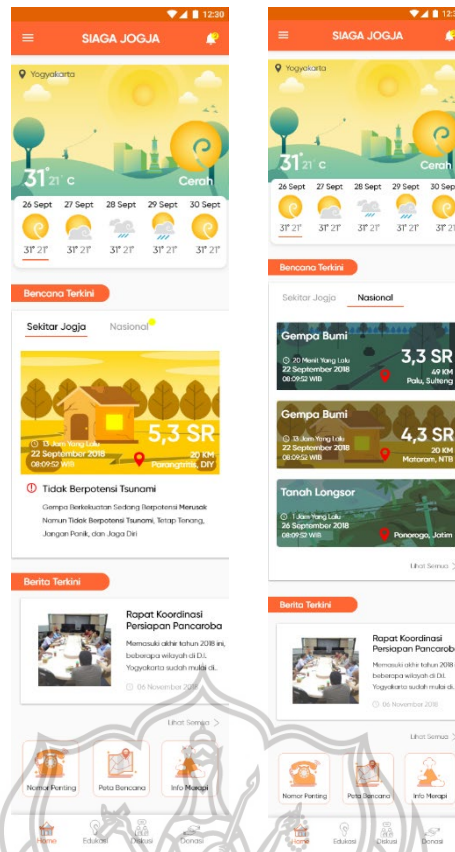 12:30
SIAGA JOGJA
Yogyakarta
31° 21° C
Cerah
26 Sept 27 Sept 28 Sept 29 Sept 30 Sept
31° 21° 31° 21° 31° 21° 31° 21° 31° 21°
Bencana Terkini
Sekitar Jogja Nasional
5,3 SR
13 Jam Yang Lalu
22 September 2018
08:09:52 WIB
20 KM
Parangtritis, DIY
Tidak Berpotensi Tsunami
Gempa Berkekuatan Sedang Berpotensi Merusak
Namun Tidak Berpotensi Tsunami, Tetap Tenang,
Jangan Panik, dan Jaga Diri
Berita Terkini
Rapat Koordinasi
Persiapan Pancaroba
Memasuki akhir tahun 2018 ini,
beberapa wilayah di D.I.
Yogyakarta sudah mulai di..
06 November 2018
Lihat Semua
Nomor Penting Peta Bencana Info Merapi
Home Edukasi Diskusi Donasi
12:3
SIAGA JOGJA
Yogyakarta
31° 21° C
Cerah
26 Sept 27 Sept 28 Sept 29 Sept 30 Sep
31° 21° 31° 21° 31° 21° 31° 21° 31° 21
Bencana Terkini
Sekitar Jogja Nasional
Gempa Bumi
20 Menit Yang Lalu
22 September 2018
08:09:52 WIB
3,3 SR
49 KM
Palu, Sulteng
Gempa Bumi
13 Jam Yang Lalu
22 September 2018
08:09:52 WIB
4,3 SR
20 KM
Mataram, NTB
Tanah Longsor
1 Jam Yang Lalu
26 September 2018
08:09:52 WIB
Ponorogo, Jatim
Lihat Semua
Berita Terkini
Rapat Koordinasi
Persiapan Pancarob
Memasuki akhir tahun 2018
beberapa wilayah di D.I.
Yogyakarta sudah mulai di..
06 November 2018
Lihat Semua
Nomor Penting Peta Bencana Info Merapi
Home Edukasi Diskusi Donasi